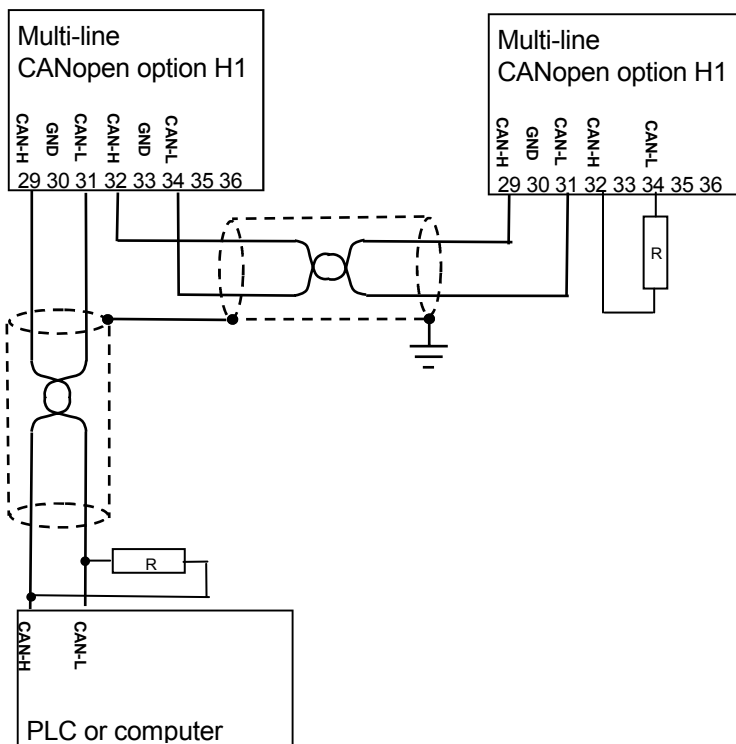 Multi-line
CANopen option H1
CAN-H GND CAN-L CAN-H GND CAN-L
29 30 31 32 33 34 35 36
Multi-line
CANopen option H1
CAN-H GND CAN-L CAN-H CAN-L
29 30 31 32 33 34 35 36
R
R
CAN-H CAN-L
PLC or computer